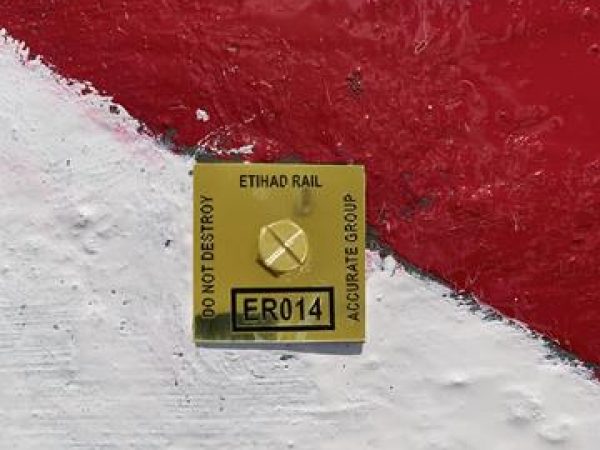 ETIHAD RAIL
DO NOT DESTROY
ACCURATE GROUP
ER014